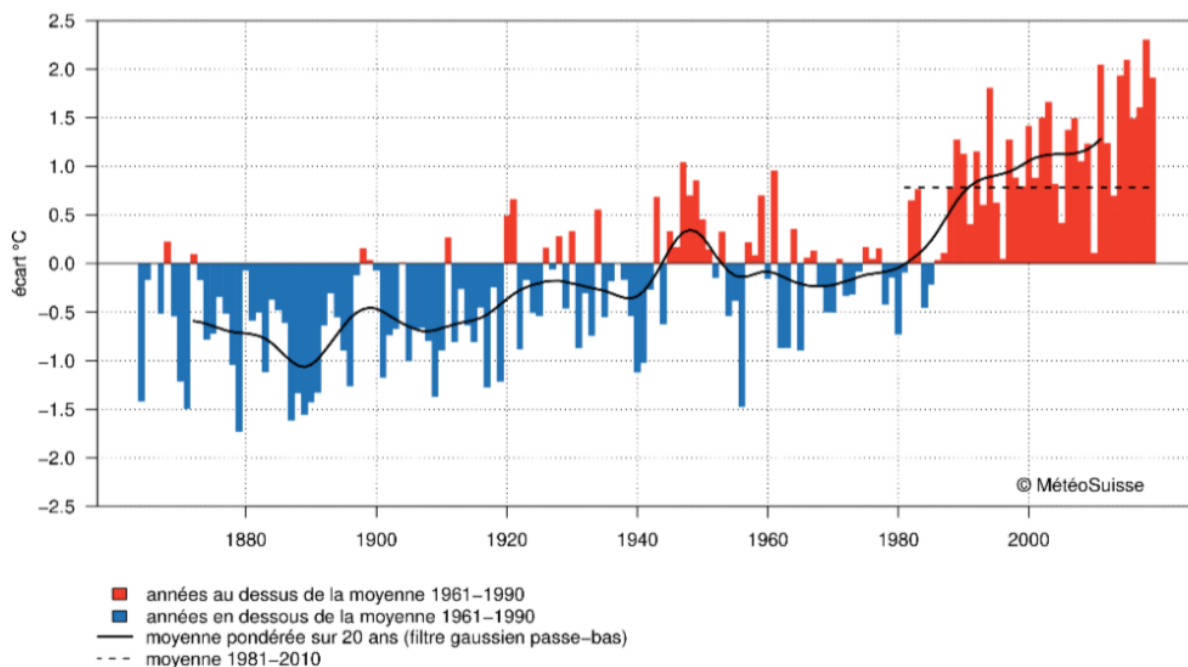 2.5
2.0
1.5
1.0
0.5
0.0
−0.5
−1.0
−1.5
−2.0
−2.5
écart °C
© MétéoSuisse
1880 1900 1920 1940 1960 1980 2000
années au dessus de la moyenne 1961−1990
années en dessous de la moyenne 1961−1990
moyenne pondérée sur 20 ans (filtre gaussien passe−bas)
moyenne 1981−2010